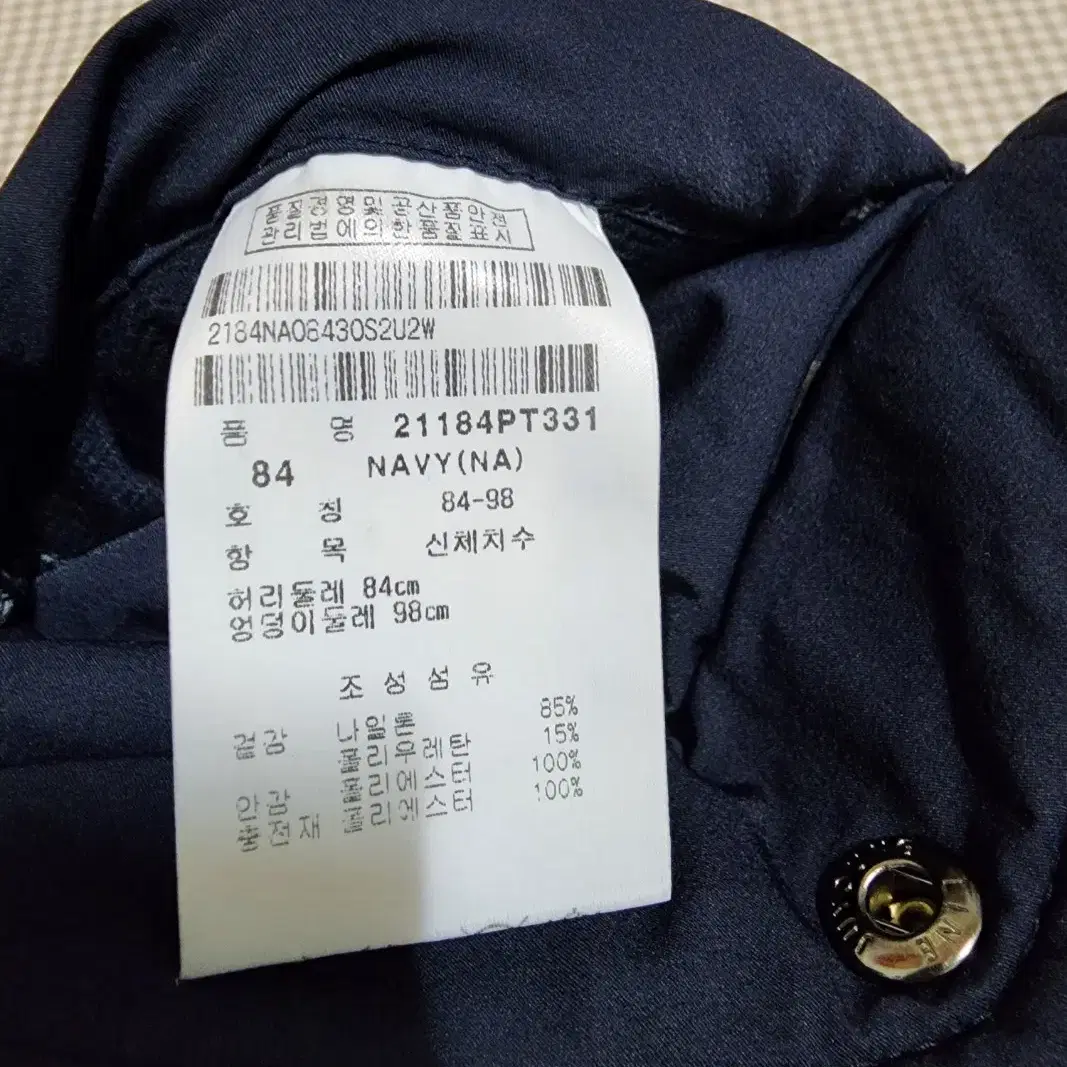 품질경영및공산품안전
관리법에의한품질표시
2184NA06430S2U2W
품 명 21184PT331
84 NAVY(NA)
호 칭 84-98
항 목 신체치수
허리둘레 84cm
엉덩이둘레 98cm
조 성 섬 유
겉감 나일론 85%
폴리우레탄 15%
안감 폴리에스터 100%
충전재 폴리에스터 100%